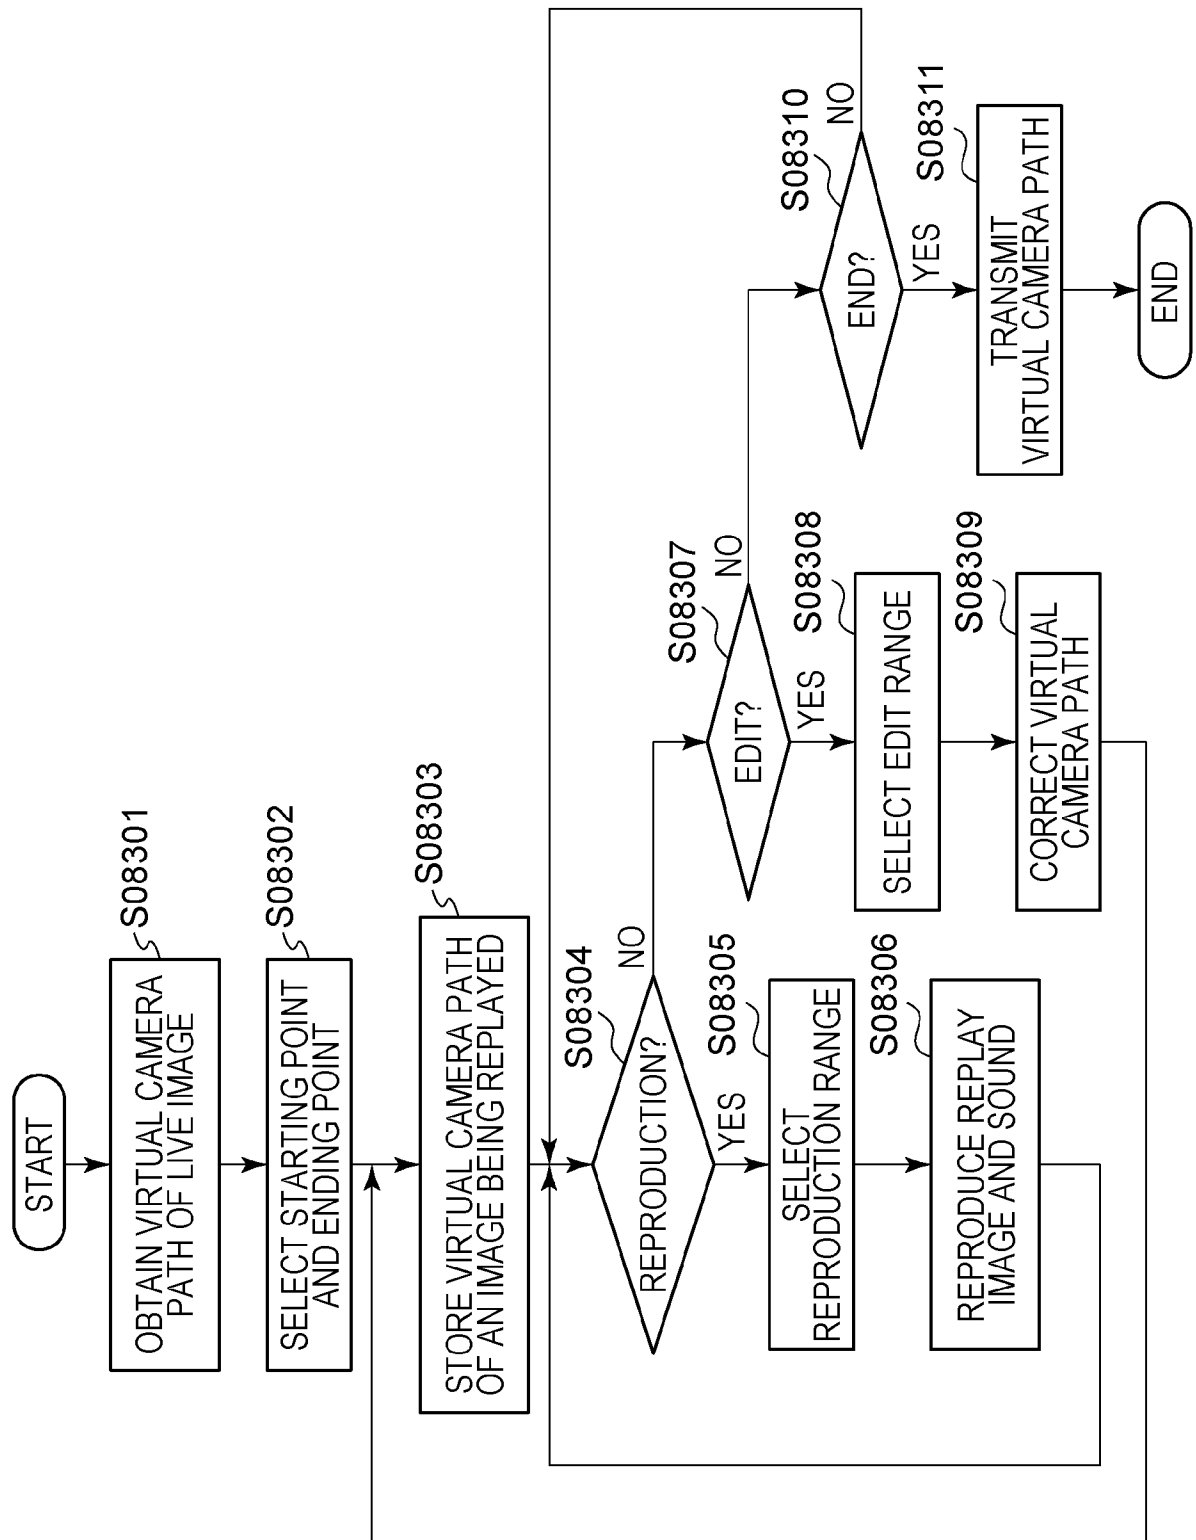 START
S08301
OBTAIN VIRTUAL CAMERA
PATH OF LIVE IMAGE
S08302
SELECT STARTING POINT
AND ENDING POINT
S08303
STORE VIRTUAL CAMERA PATH
OF AN IMAGE BEING REPLAYED
S08304
REPRODUCTION?
NO
YES
S08305
SELECT
REPRODUCTION RANGE
S08306
REPRODUCE REPLAY
IMAGE AND SOUND
S08307
EDIT?
NO
YES
S08308
SELECT EDIT RANGE
S08309
CORRECT VIRTUAL
CAMERA PATH
S08310
END?
NO
YES
S08311
TRANSMIT
VIRTUAL CAMERA PATH
END